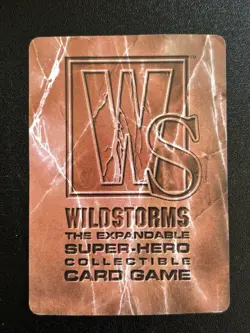 WS
WILDSTORMS
THE EXPANDABLE
SUPER-HERO
COLLECTIBLE
CARD GAME